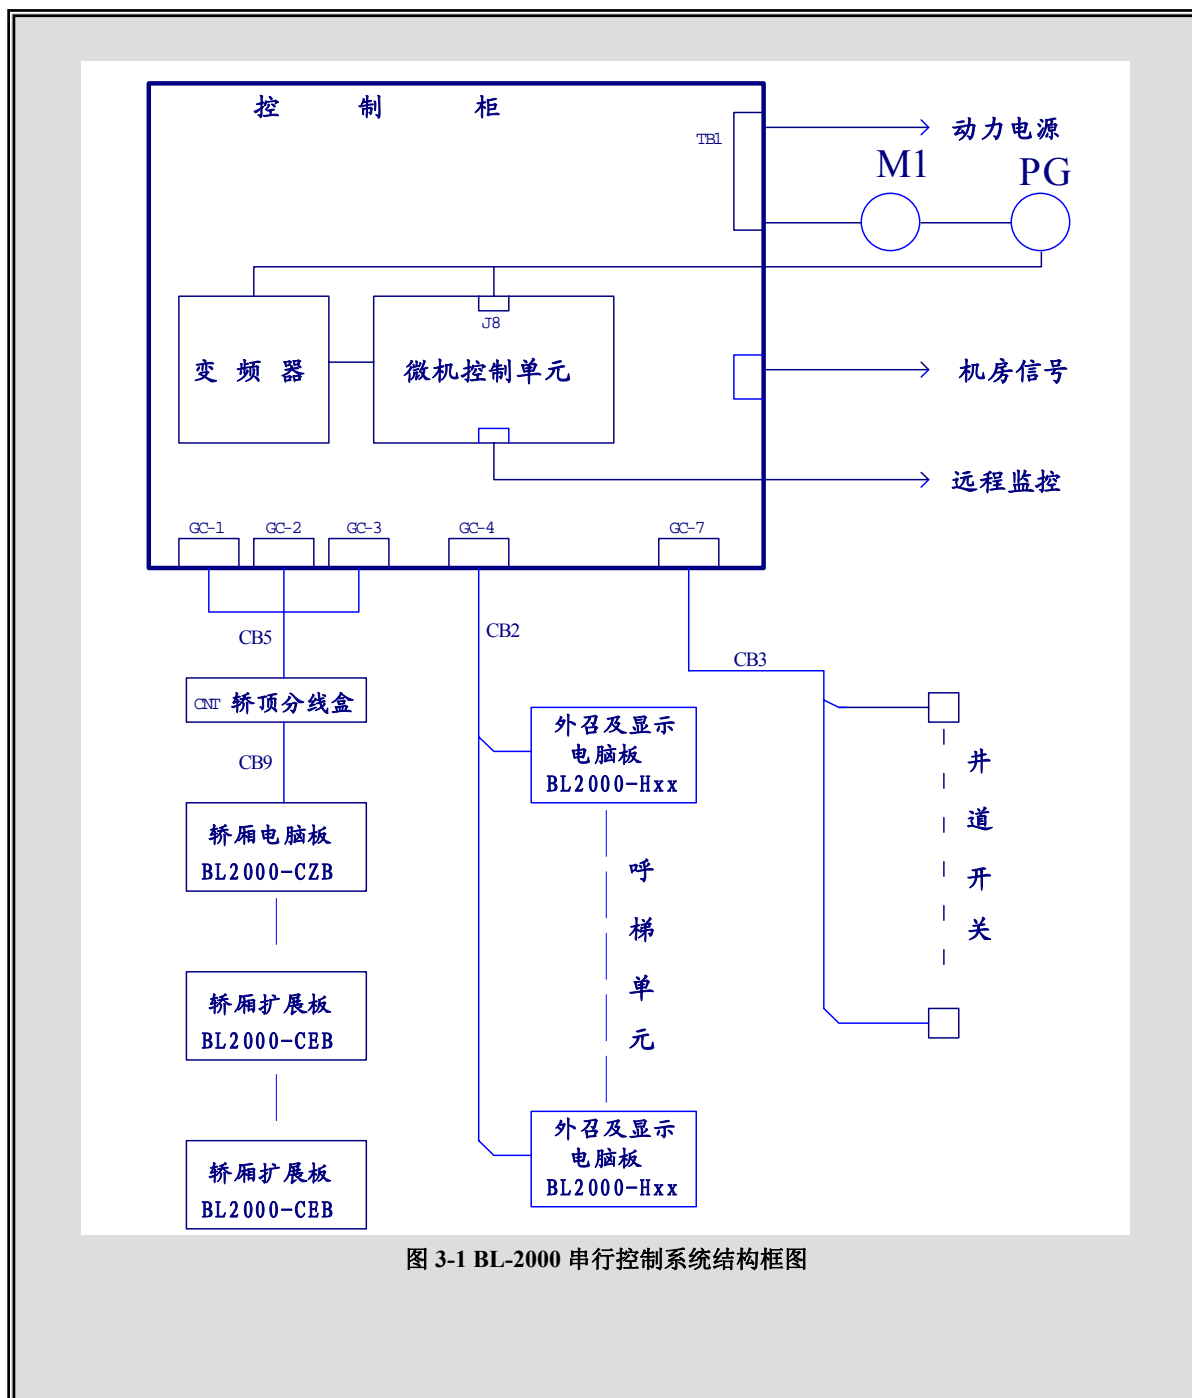 控 制 柜
TB1
动力电源
M1
PG
J8
变 频 器
微机控制单元
机房信号
远程监控
GC-1
GC-2
GC-3
GC-4
GC-7
CB5
CB2
CB3
CNT 轿顶分线盒
CB9
外召及显示
电脑板
BL2000-Hxx
轿厢电脑板
BL2000-CZB
呼
梯
单
元
井
道
开
关
轿厢扩展板
BL2000-CEB
外召及显示
电脑板
BL2000-Hxx
轿厢扩展板
BL2000-CEB
图 3-1 BL-2000 串行控制系统结构框图